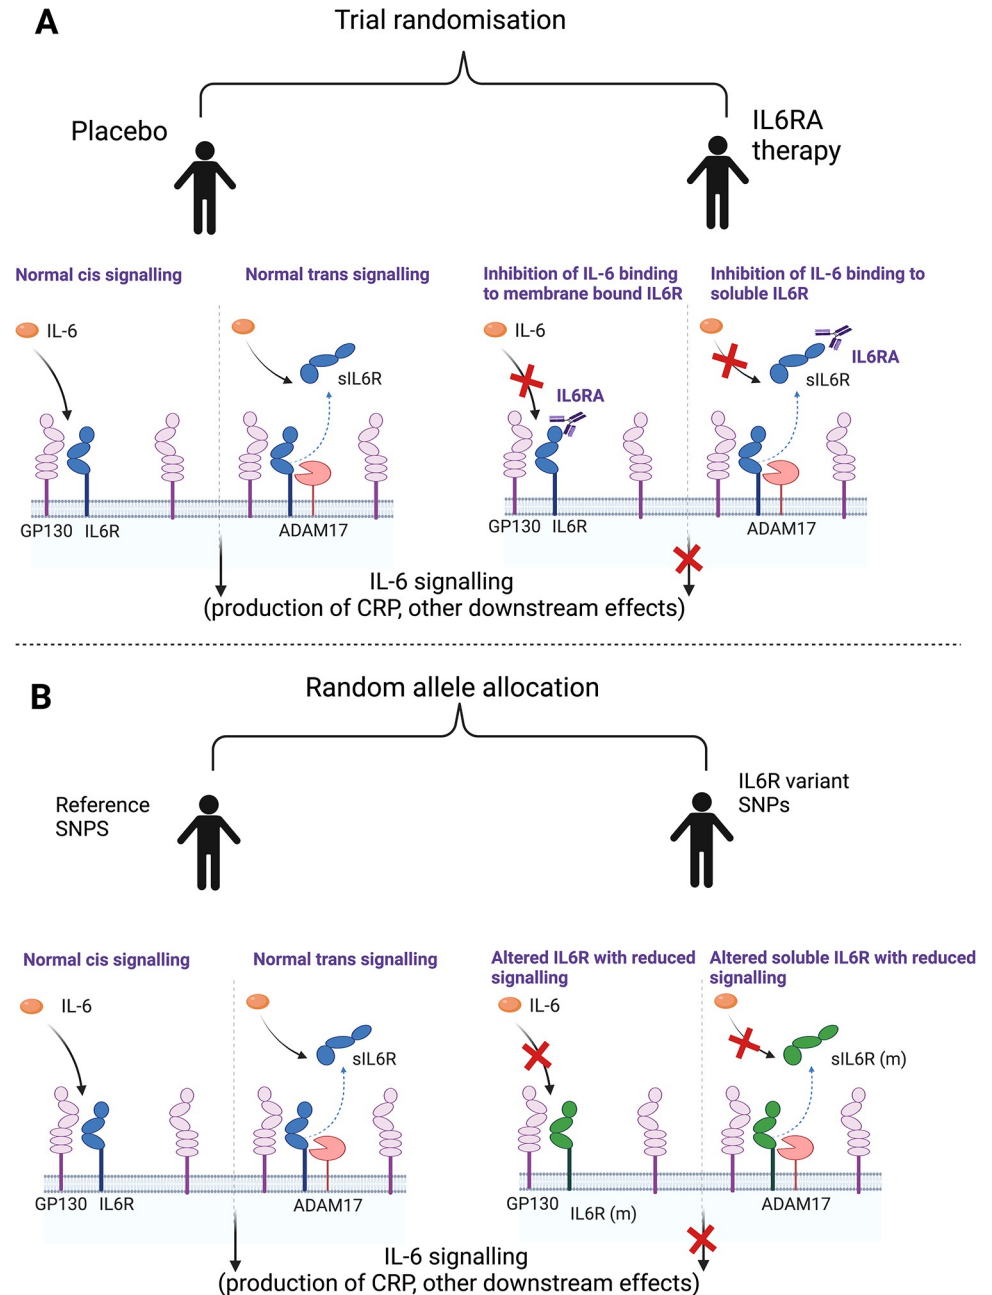 A
Trial randomisation
Placebo
IL6RA
therapy
Normal cis signalling
Normal trans signalling
Inhibition of IL-6 binding
to membrane bound IL6R
Inhibition of IL-6 binding to
soluble IL6R
IL-6
sIL6R
IL-6
IL6RA
IL6RA
sIL6R
GP130
IL6R
ADAM17
GP130
IL6R
ADAM17
IL-6 signalling
(production of CRP, other downstream effects)
B
Random allele allocation
Reference
SNPS
IL6R variant
SNPs
Normal cis signalling
Normal trans signalling
Altered IL6R with reduced
signalling
Altered soluble IL6R with reduced
signalling
IL-6
sIL6R
IL-6
sIL6R (m)
GP130
IL6R
ADAM17
GP130
IL6R (m)
ADAM17
IL-6 signalling
(production of CRP, other downstream effects)